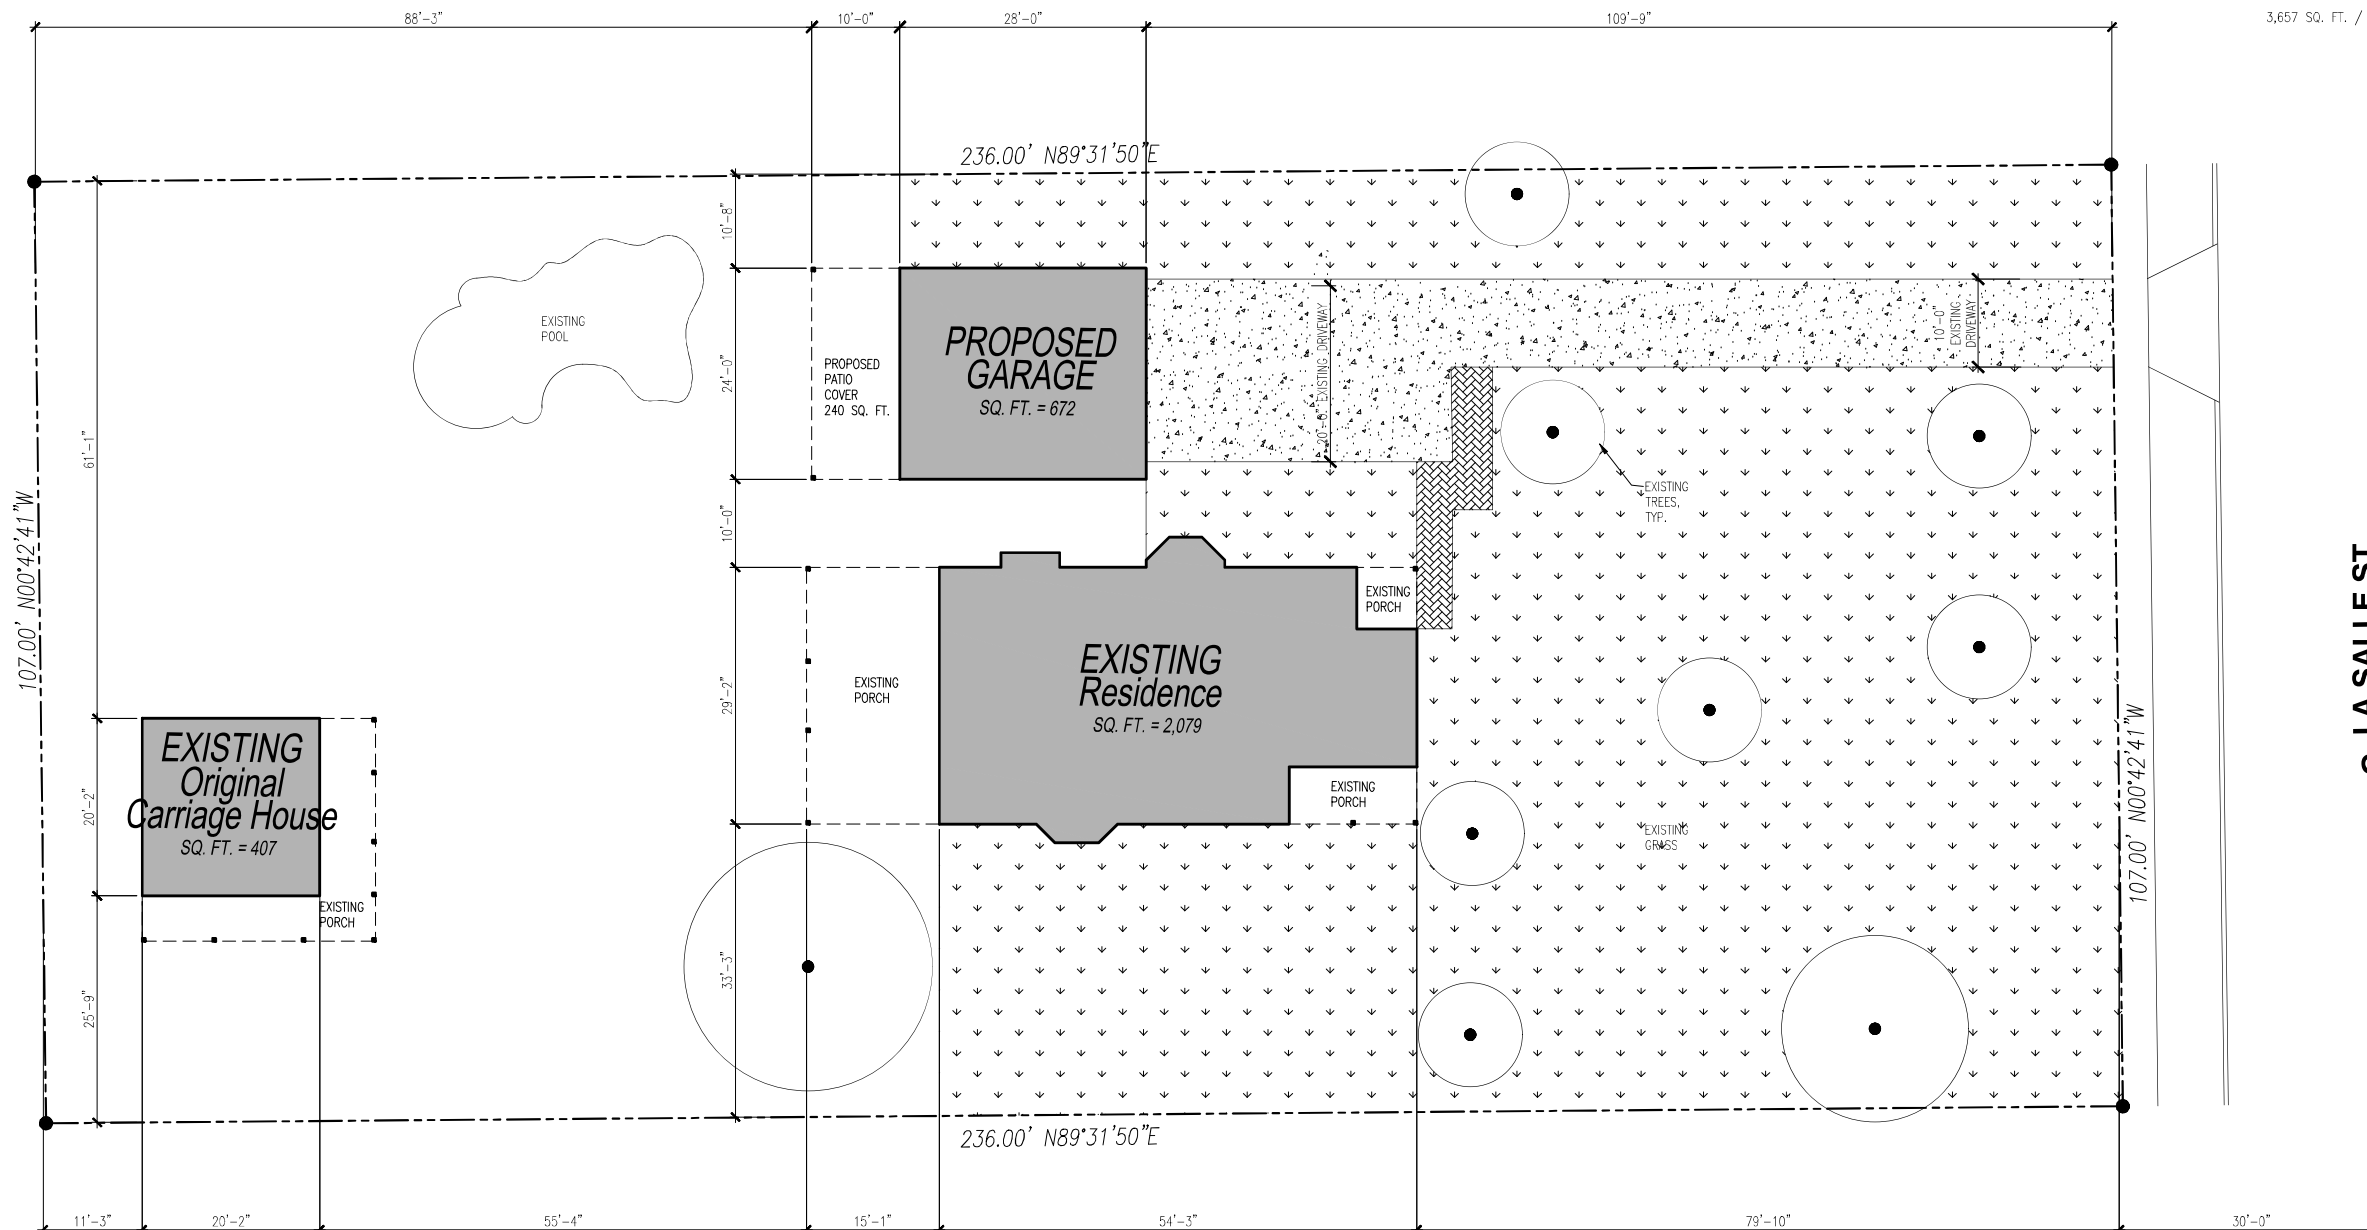 88'-3"
10'-0"
28'-0"
109'-9"
3,657 SQ. FT. /
236.00' N89°31'50"E
10'-8"
EXISTING
POOL
PROPOSED
PATIO
COVER
240 SQ. FT.
PROPOSED
GARAGE
SQ. FT. = 672
24'-0"
20'-0" EXISTING DRIVEWAY
10'-0"
EXISTING
DRIVEWAY
61'-1"
107.00' N00°42'41"W
EXISTING
TREES,
TYP.
10'-0"
EXISTING
PORCH
EXISTING
Residence
SQ. FT. = 2,079
EXISTING
PORCH
29'-2"
EXISTING
PORCH
EXISTING
GRASS
EXISTING
Original
Carriage House
SQ. FT. = 407
20'-2"
EXISTING
PORCH
107.00' N00°42'41"W
S. LASALLE ST
25'-9"
33'-3"
236.00' N89°31'50"E
11'-3"
20'-2"
55'-4"
15'-1"
54'-3"
79'-10"
30'-0"